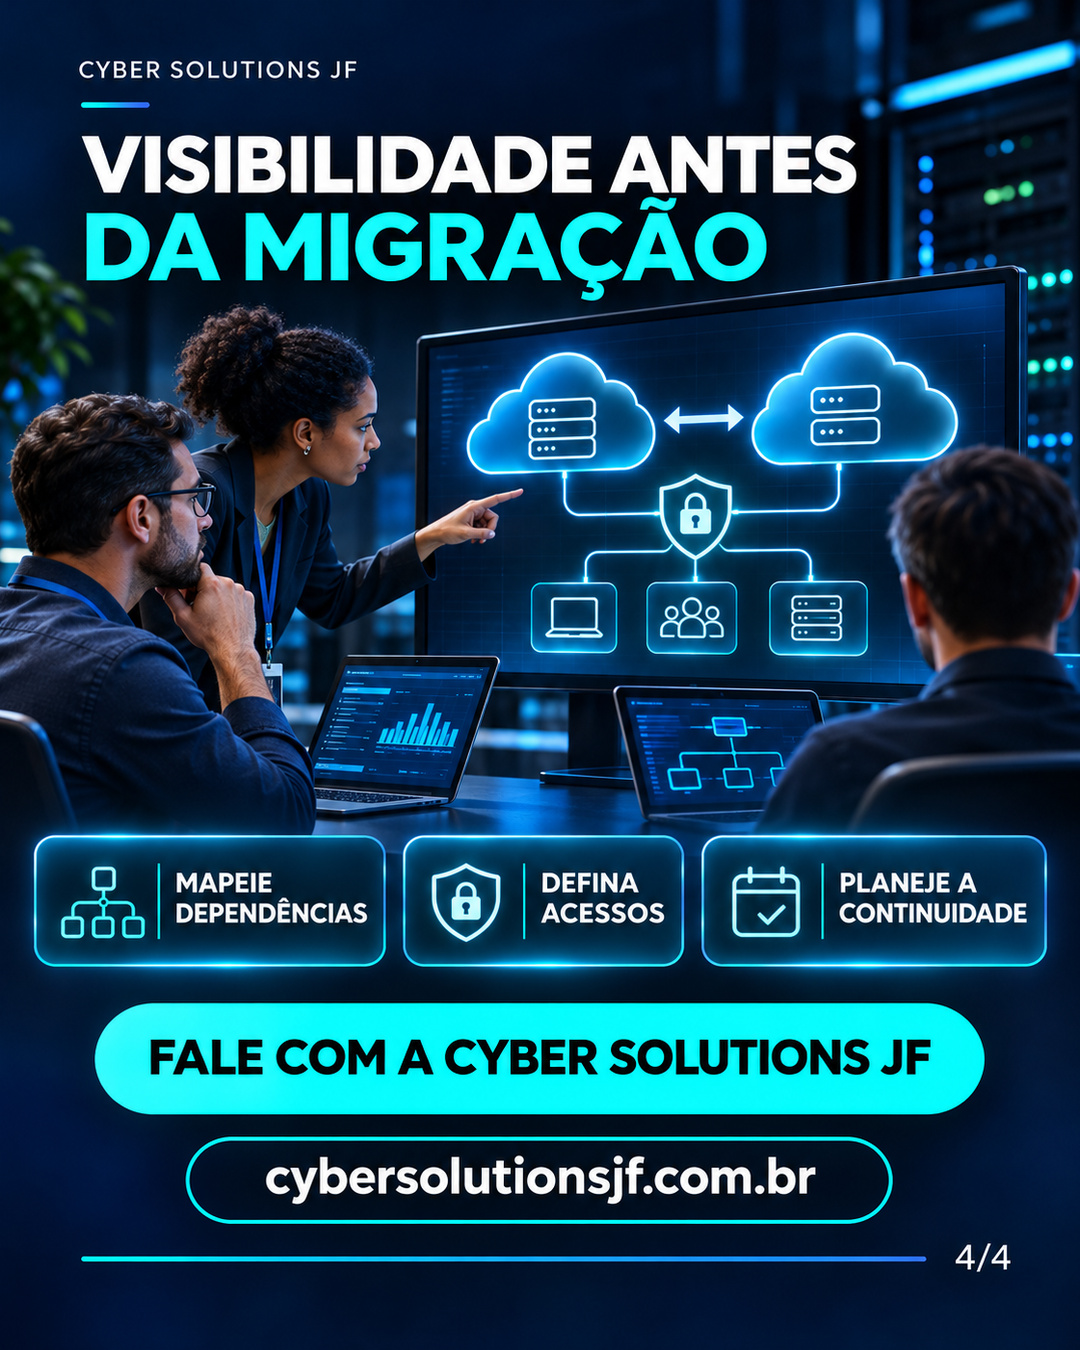 CYBER SOLUTIONS JF
VISIBILIDADE ANTES
DA MIGRAÇÃO
MAPEIE
DEPENDÊNCIAS
DEFINA
ACESSOS
PLANEJE A
CONTINUIDADE
FALE COM A CYBER SOLUTIONS JF
cybersolutionsjf.com.br
4/4